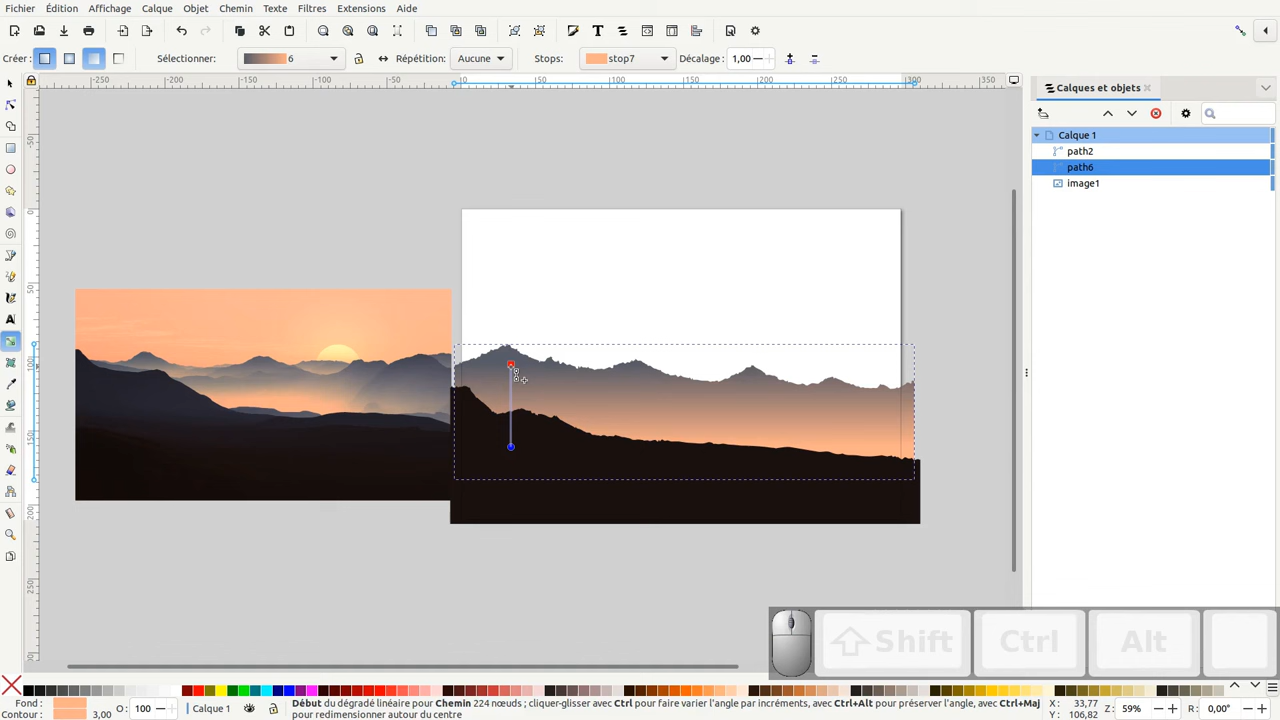 Fichier Édition Affichage Calque Objet Chemin Texte Filtres Extensions Aide
Créer: Sélectionner: 6 Répétition: Aucune Stops: stop7 Décalage: 1,00
-250 -200 -150 -100 -50 0 50 100 150 200 250 300 350
Calques et objets
Calque 1
path2
path6
image1
Shift Ctrl Alt
Fond : O: 100 Calque 1 Début du dégradé linéaire pour Chemin 224 nœuds ; cliquer-glisser avec Ctrl pour faire varier l'angle par incréments, avec Ctrl+Alt pour préserver l'angle, avec Ctrl+Maj X: 33,77 Z: 59% R: 0,00°
Contour : 3,00 pour redimensionner autour du centre Y: 106,82